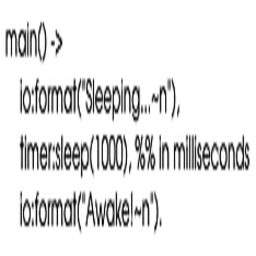 main() ->
io:format("Sleeping...~n"),
timer:sleep(1000), %% in milliseconds
io:format("Awake!~n").